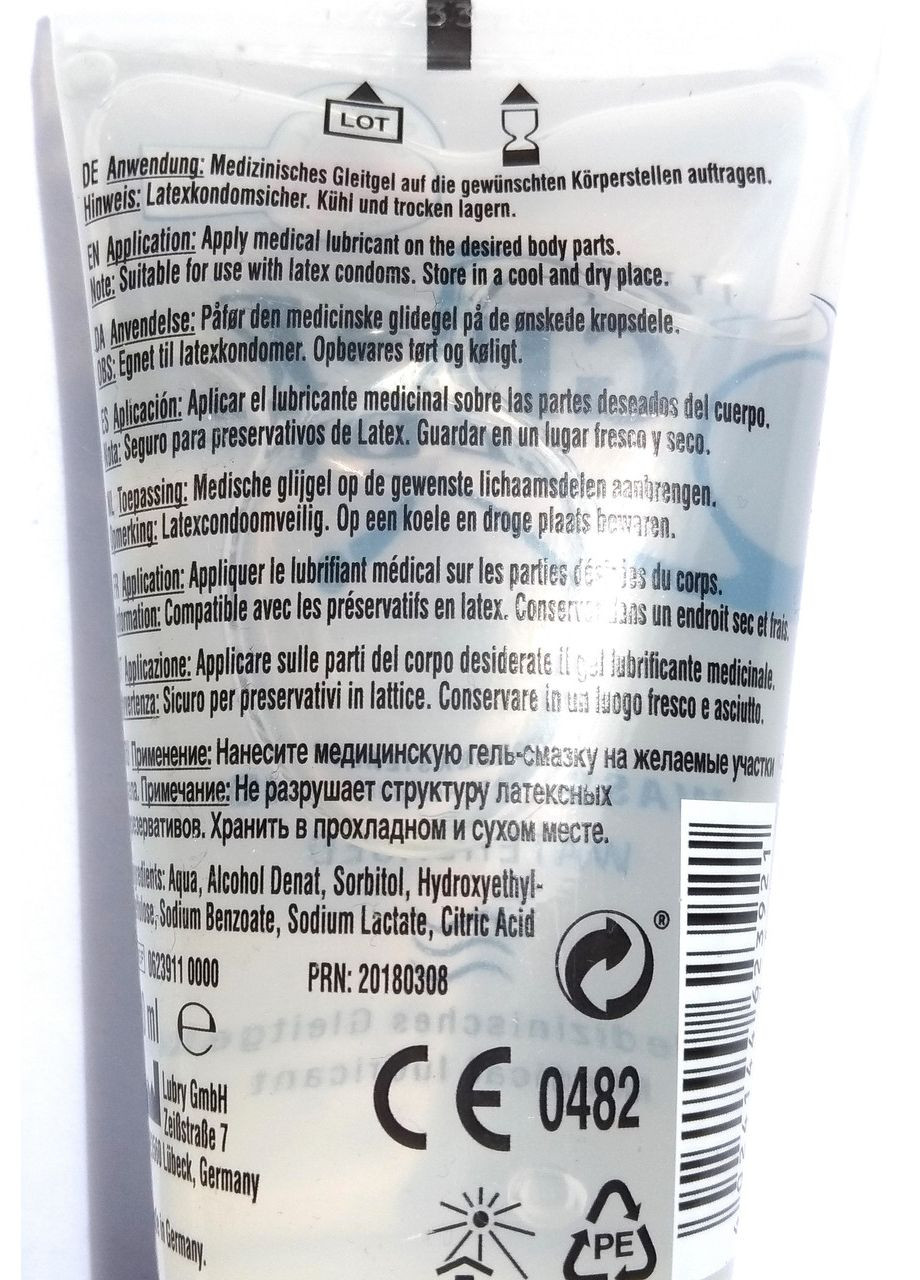 LOT
DE Anwendung: Medizinisches Gleitgel auf die gewünschten Körperstellen auftragen.
Hinweis: Latexkondomsicher. Kühl und trocken lagern.
EN Application: Apply medical lubricant on the desired body parts.
Note: Suitable for use with latex condoms. Store in a cool and dry place.
DA Anvendelse: Påfør den medicinske glidegel på de ønskede kropsdele.
OBS: Egnet til latexkondomer. Opbevares tørt og køligt.
ES Aplicación: Aplicar el lubricante medicinal sobre las partes deseados del cuerpo.
Seguro para preservativos de Latex. Guardar en un lugar fresco y seco.
Toepassing: Medische glijgel op de gewenste lichaamsdelen aanbrengen.
Latexcondoomveilig. Op een koele en droge plaats bewaren.
Application: Appliquer le lubrifiant médical sur les parties du corps.
Compatible avec les préservatifs en latex. dans un endroit sec et frais.
Applicazione: Applicare sulle parti del corpo desiderate il gel lubrificante medicinale.
Sicuro per preservativi in lattice. Conservare in un luogo fresco e asciutto.
Применение: Нанесите медицинскую гель-смазку на желаемые участки
Примечание: Не разрушает структуру латексных
Хранить в прохладном и сухом месте.
Aqua, Alcohol Denat, Sorbitol, Hydroxyethyl-
Sodium Benzoate, Sodium Lactate, Citric Acid
®
0623911 0000 PRN: 20180308
ml e
CE 0482
Lubry GmbH
Zeißstraße 7
Lübeck, Germany
in Germany.
PE